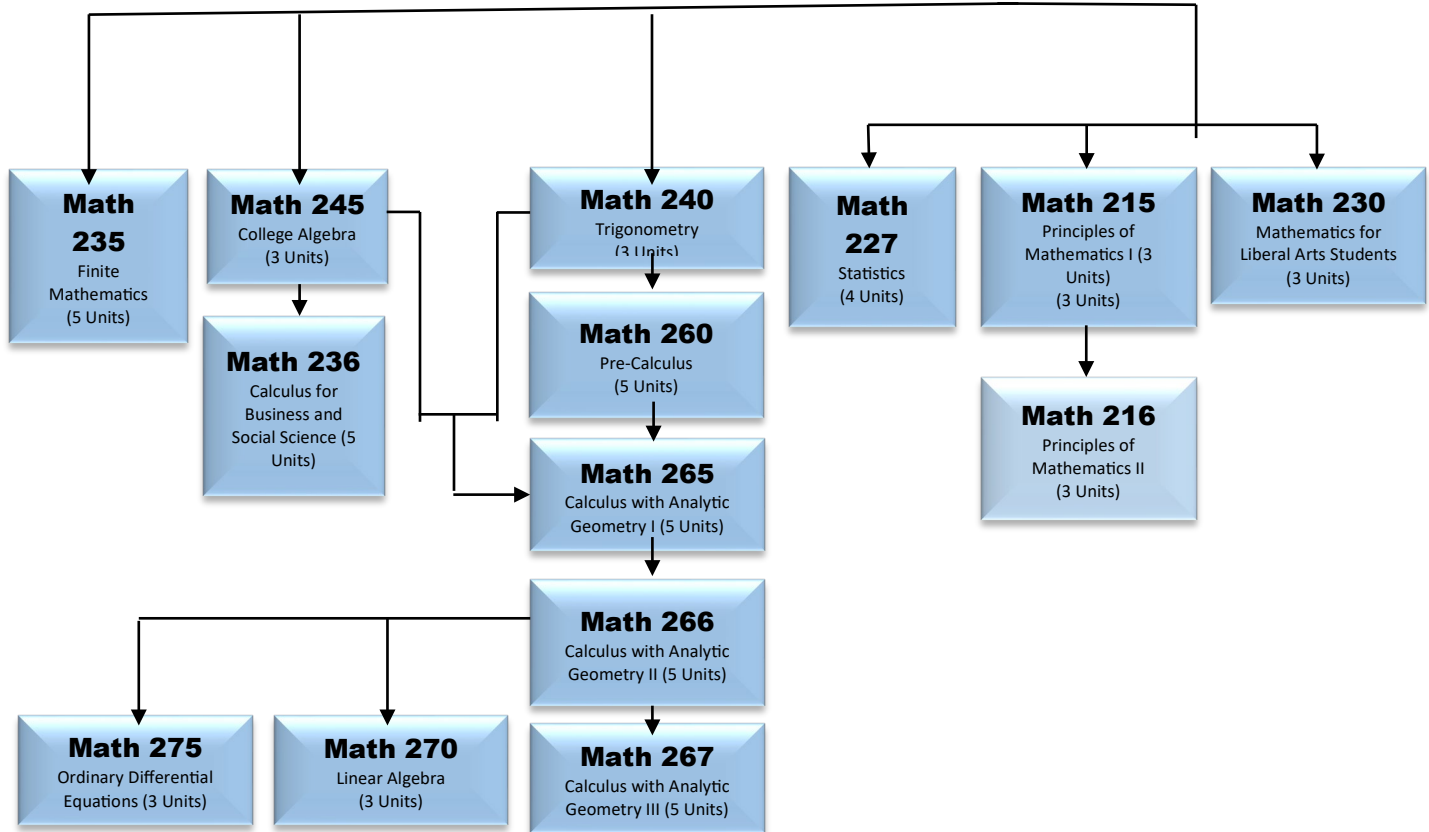 Math
235
Finite
Mathematics
(5 Units)
Math 245
College Algebra
(3 Units)
Math 240
Trigonometry
(3 Units)
Math
227
Statistics
(4 Units)
Math 215
Principles of
Mathematics I (3
Units)
(3 Units)
Math 230
Mathematics for
Liberal Arts Students
(3 Units)
Math 236
Calculus for
Business and
Social Science (5
Units)
Math 260
Pre-Calculus
(5 Units)
Math 216
Principles of
Mathematics II
(3 Units)
Math 265
Calculus with Analytic
Geometry I (5 Units)
Math 266
Calculus with Analytic
Geometry II (5 Units)
Math 275
Ordinary Differential
Equations (3 Units)
Math 270
Linear Algebra
(3 Units)
Math 267
Calculus with Analytic
Geometry III (5 Units)